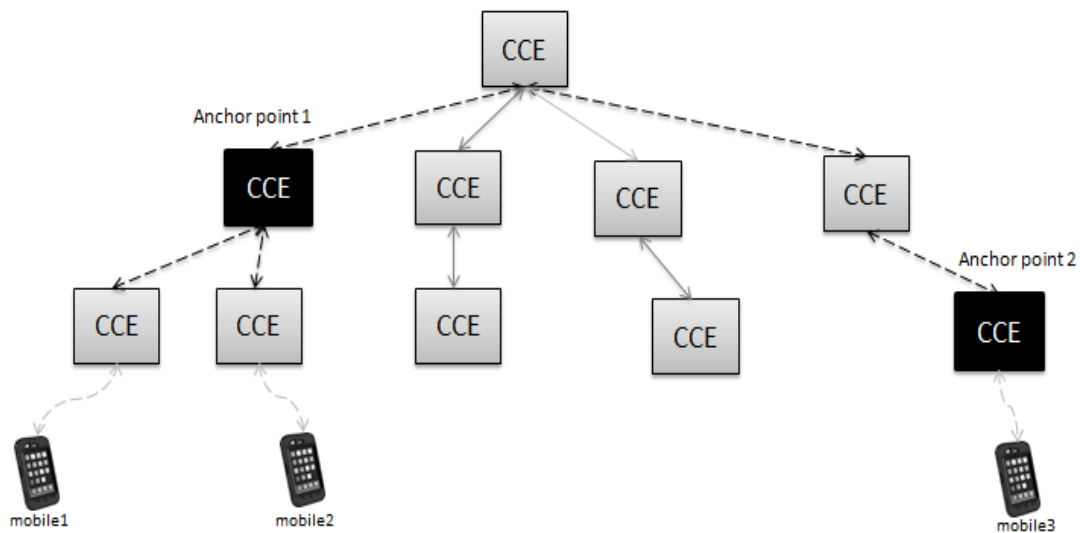 CCE
Anchor point 1
CCE
CCE
CCE
CCE
Anchor point 2
CCE
CCE
CCE
CCE
CCE
mobile1
mobile2
mobile3